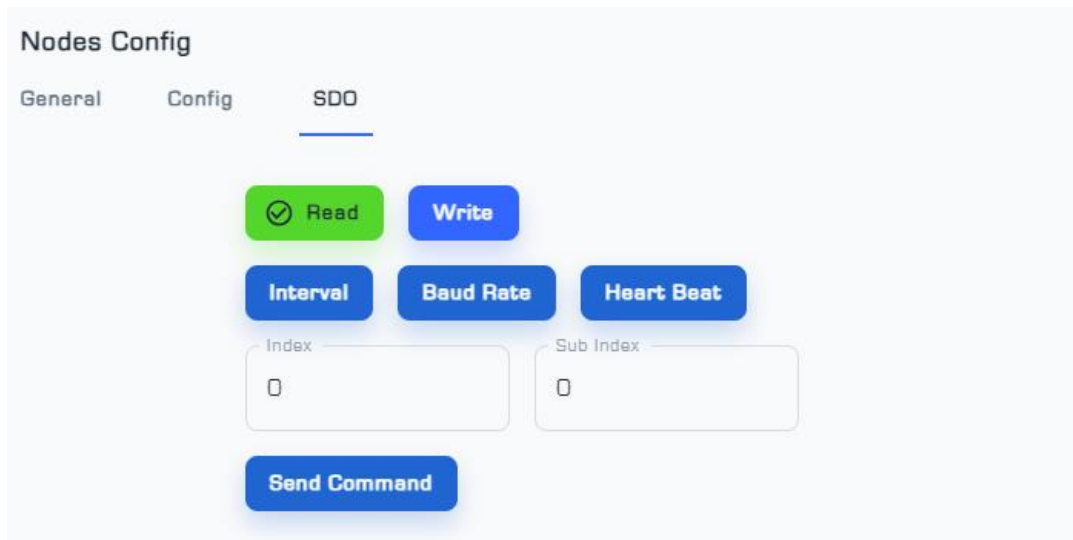 Nodes Config
General Config SDO
Read Write
Interval Baud Rate Heart Beat
Index Sub Index
0 0
Send Command